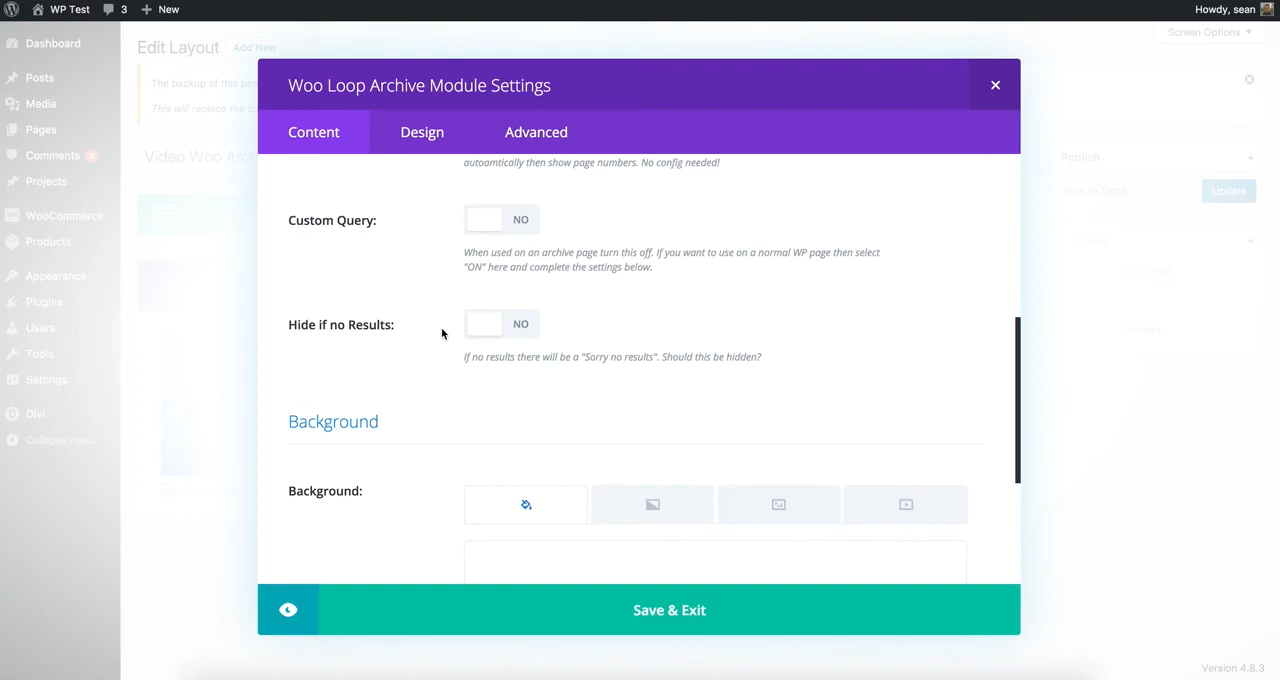 WP Test
3
New
Howdy, sean
Dashboard
Posts
Media
Pages
Comments 3
Projects
WooCommerce
Products
Appearance
Plugins
Users
Tools
Settings
Divi
Collapse menu
Edit Layout
Add New
Screen Options
The backup of this
This will replace the
Video Woo Arch
Publish
Move to Trash
Update
Woo Loop Archive Module Settings
Content
Design
Advanced
autoamtically then show page numbers. No config needed!
Custom Query:
NO
When used on an archive page turn this off. If you want to use on a normal WP page then select
"ON" here and complete the settings below.
Hide if no Results:
NO
If no results there will be a "Sorry no results". Should this be hidden?
Background
Background:
Save & Exit
Version 4.8.3